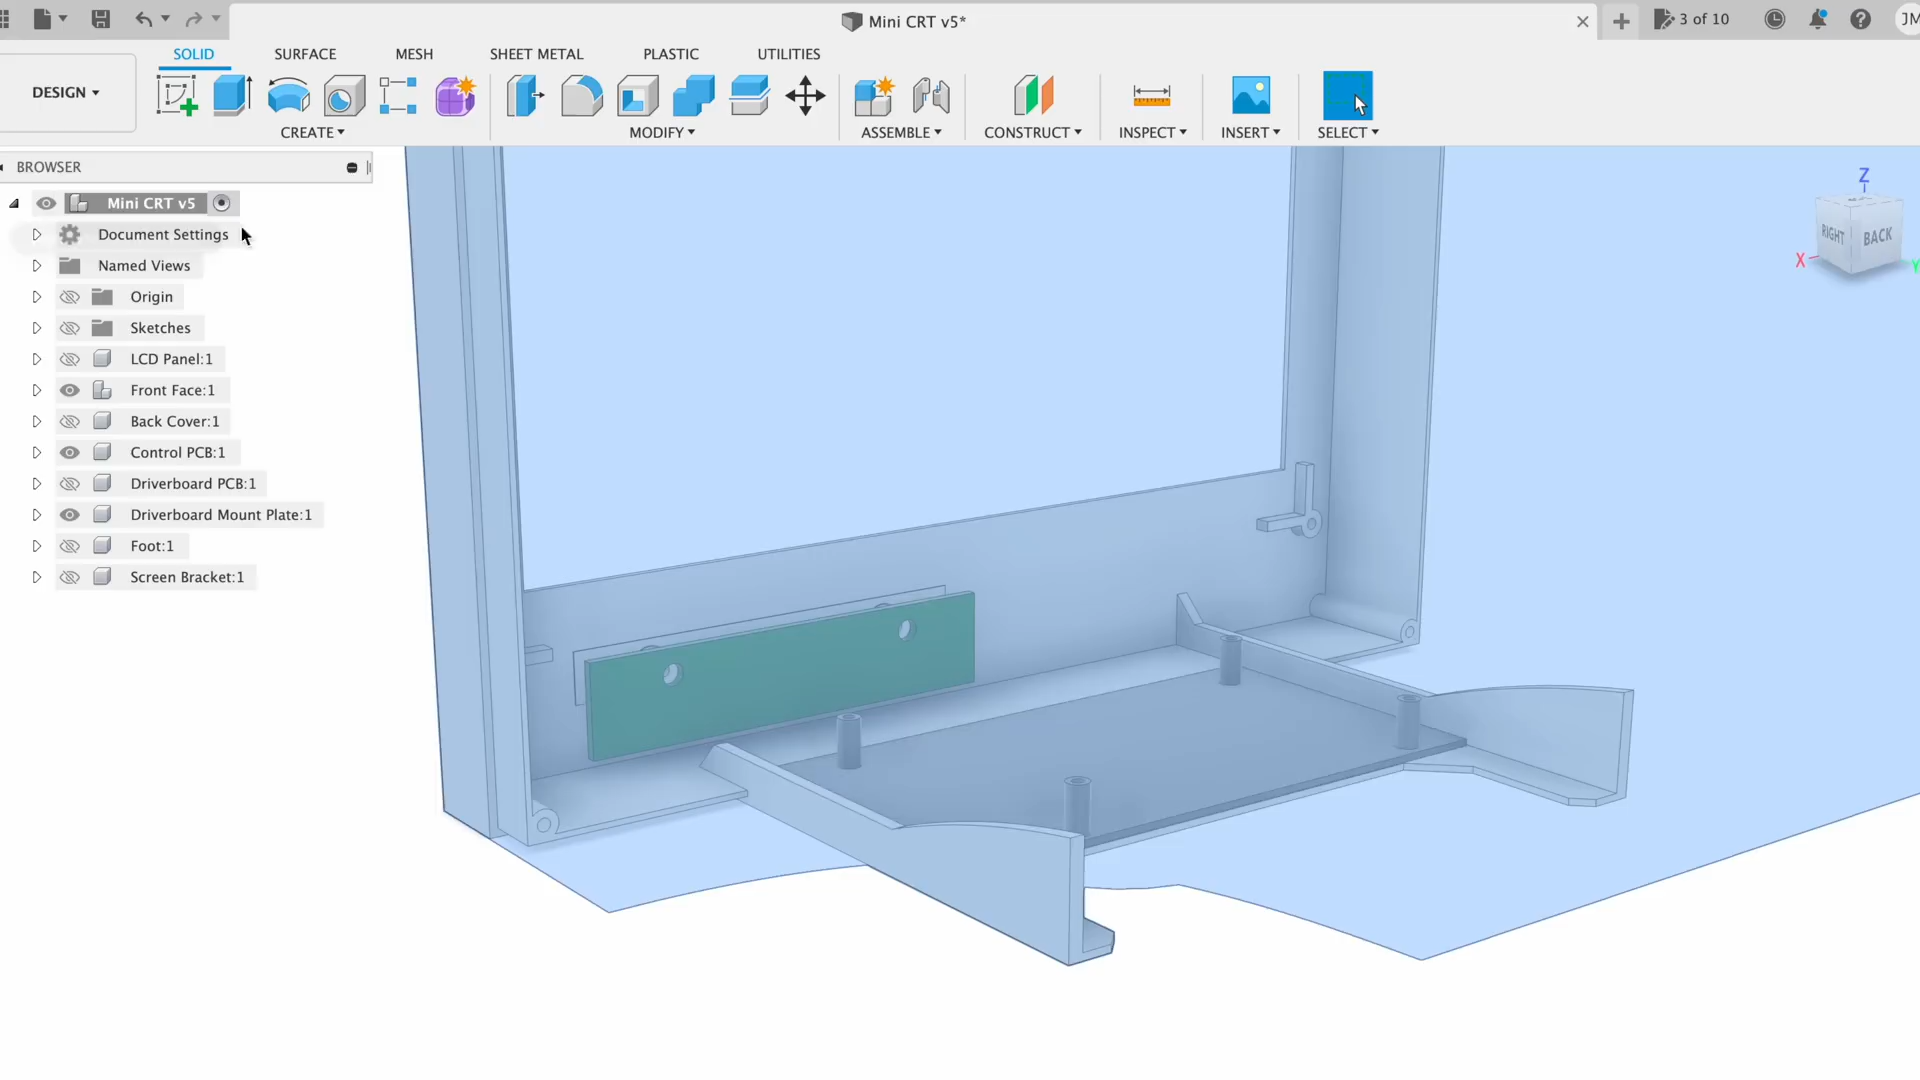 Mini CRT v5*
3 of 10
JM
SOLID
SURFACE
MESH
SHEET METAL
PLASTIC
UTILITIES
DESIGN
CREATE
MODIFY
ASSEMBLE
CONSTRUCT
INSPECT
INSERT
SELECT
BROWSER
Mini CRT v5
Document Settings
Named Views
Origin
Sketches
LCD Panel:1
Front Face:1
Back Cover:1
Control PCB:1
Driverboard PCB:1
Driverboard Mount Plate:1
Foot:1
Screen Bracket:1
Z
RIGHT
BACK
X
Y